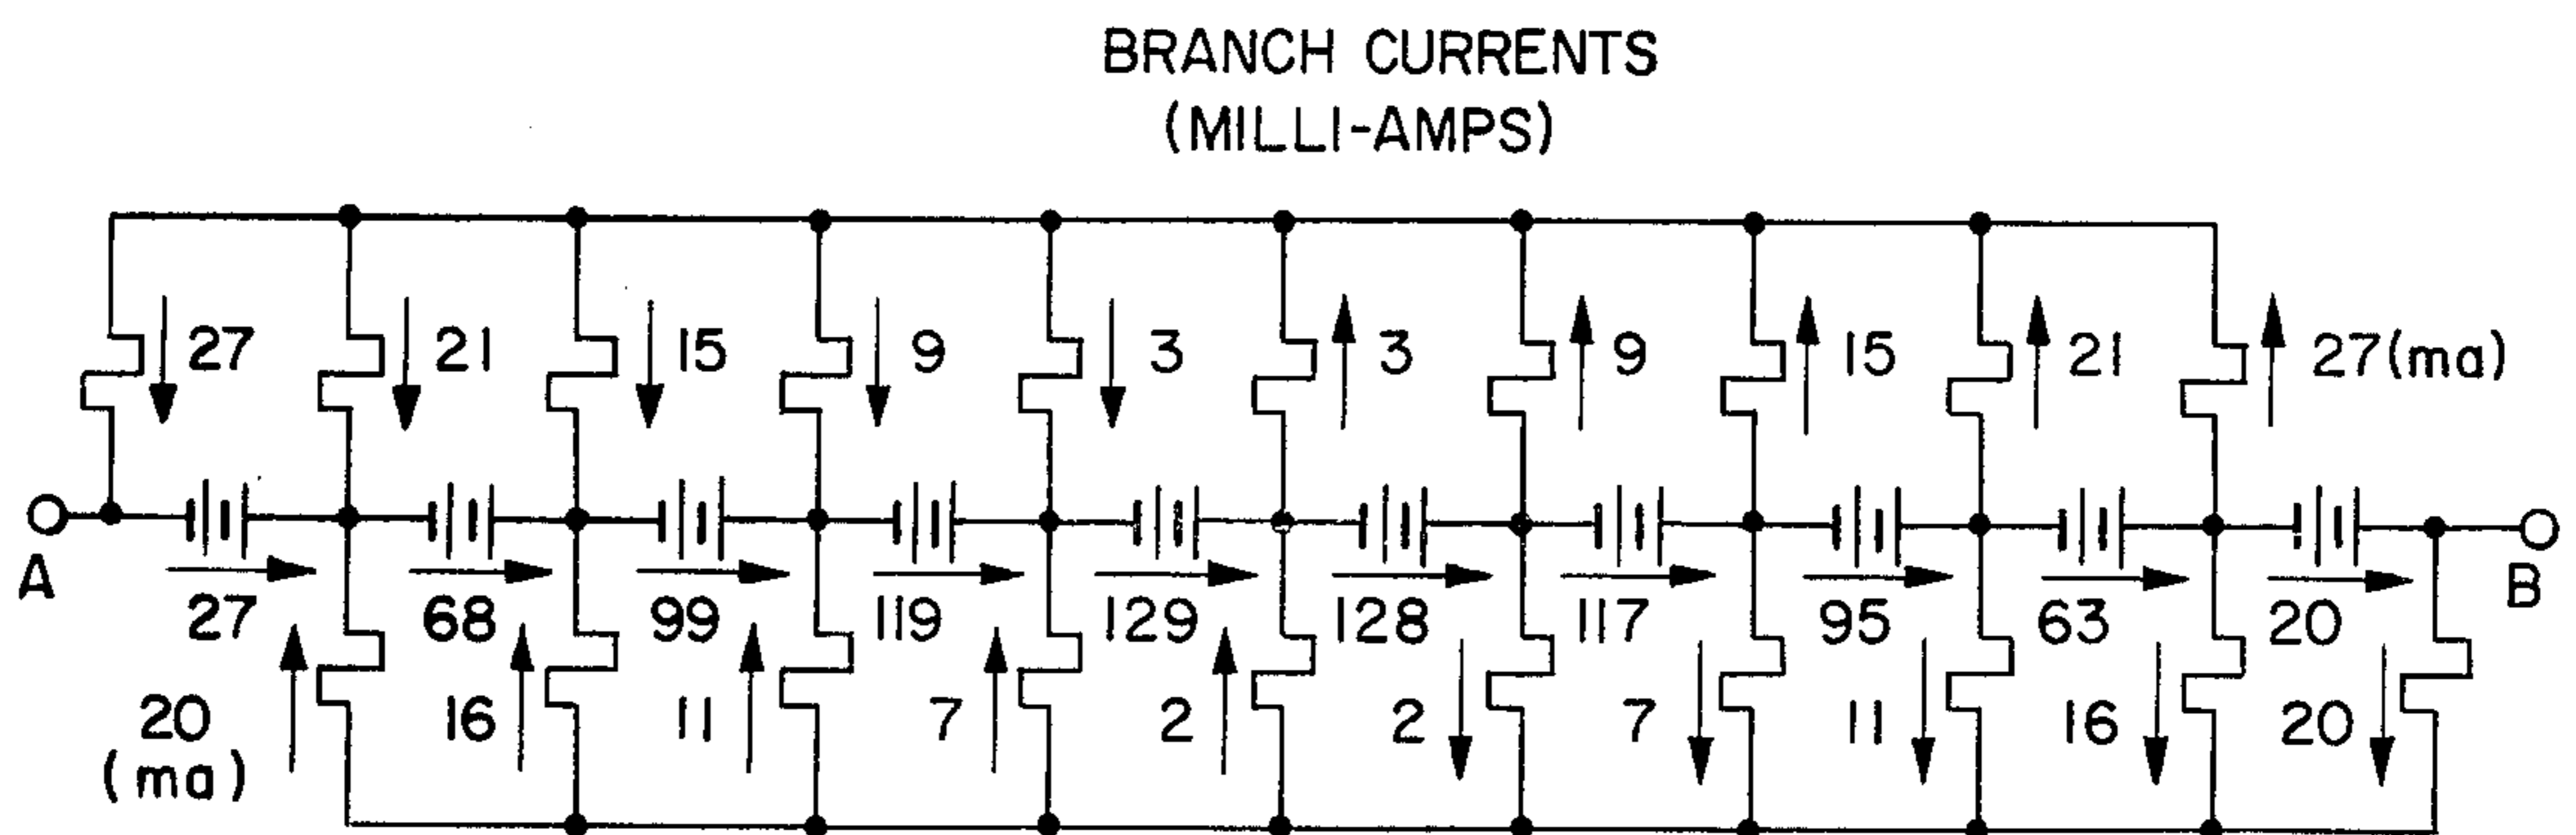 BRANCH CURRENTS
(MILLI-AMPS)
27 21 15 9 3 3 9 15 21 27(ma)
A B
27 68 99 119 129 128 117 95 63 20
20 16 11 7 2 2 7 11 16 20
(ma)